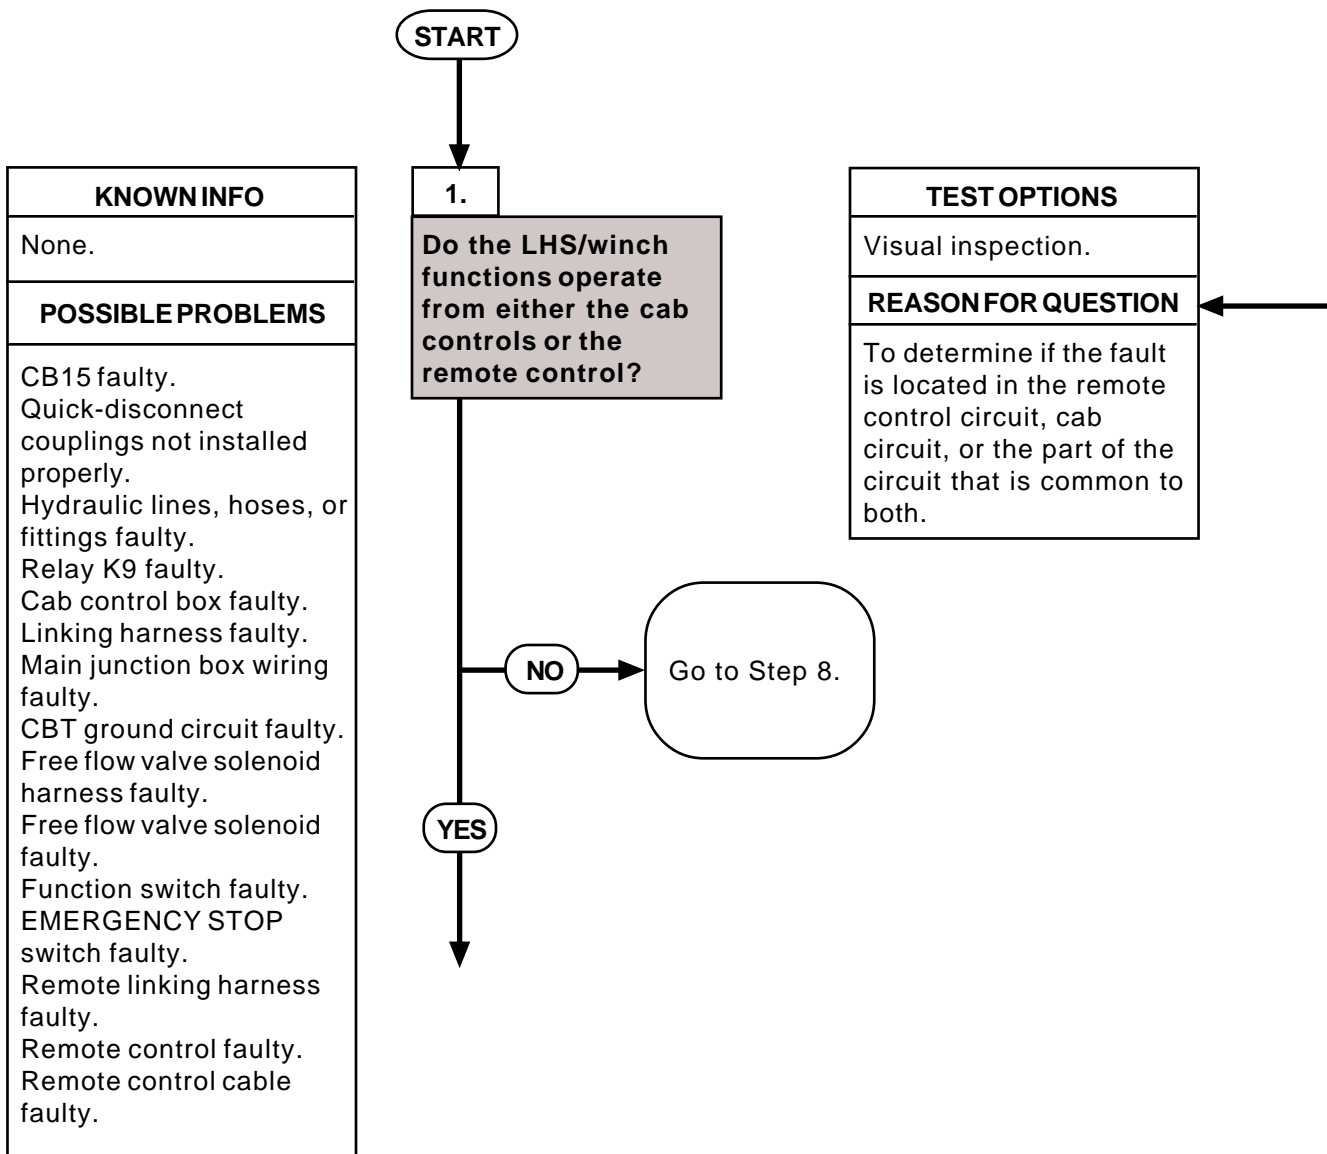 START
KNOWN INFO
None.
POSSIBLE PROBLEMS
CB15 faulty.
Quick-disconnect
couplings not installed
properly.
Hydraulic lines, hoses, or
fittings faulty.
Relay K9 faulty.
Cab control box faulty.
Linking harness faulty.
Main junction box wiring
faulty.
CBT ground circuit faulty.
Free flow valve solenoid
harness faulty.
Free flow valve solenoid
faulty.
Function switch faulty.
EMERGENCY STOP
switch faulty.
Remote linking harness
faulty.
Remote control faulty.
Remote control cable
faulty.
1.
Do the LHS/winch
functions operate
from either the cab
controls or the
remote control?
NO
Go to Step 8.
YES
TEST OPTIONS
Visual inspection.
REASON FOR QUESTION
To determine if the fault
is located in the remote
control circuit, cab
circuit, or the part of the
circuit that is common to
both.